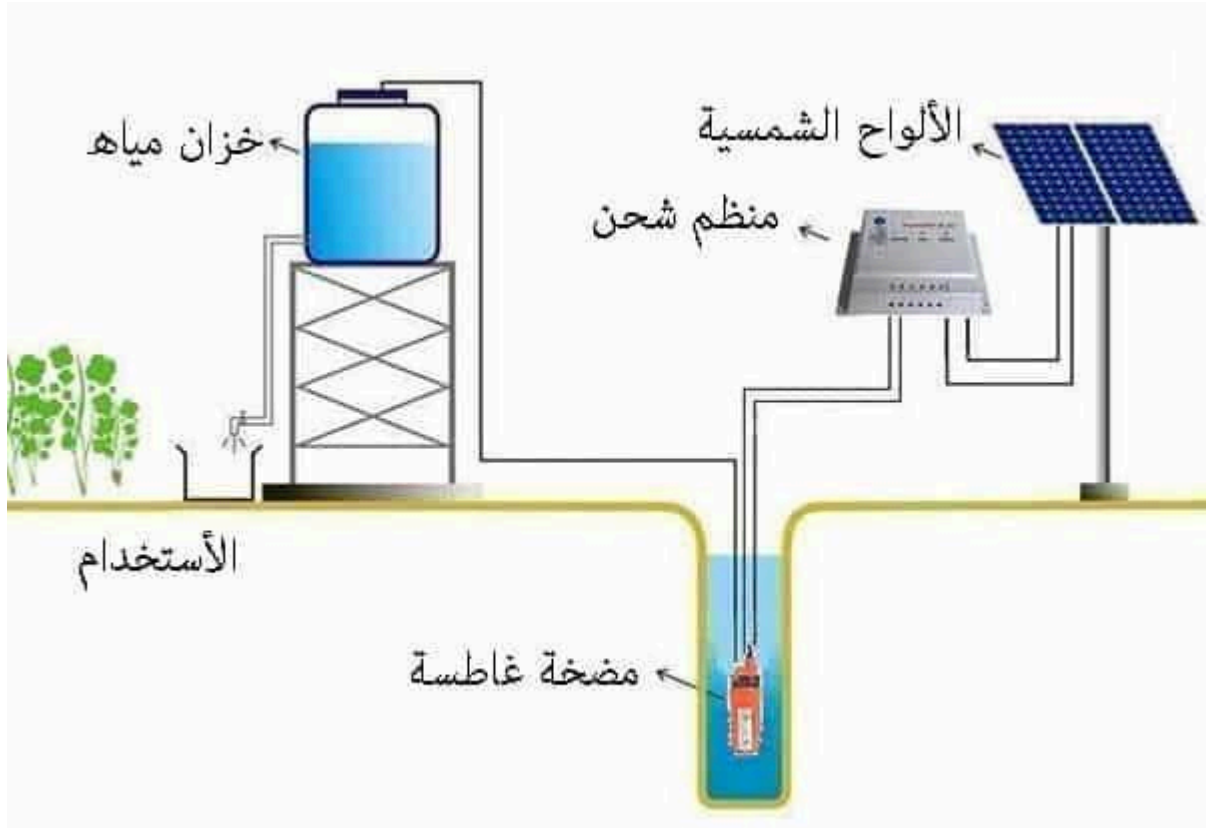 الألواح الشمسية
خزان مياه
منظم شحن
الأستخدام
مضخة غاطسة